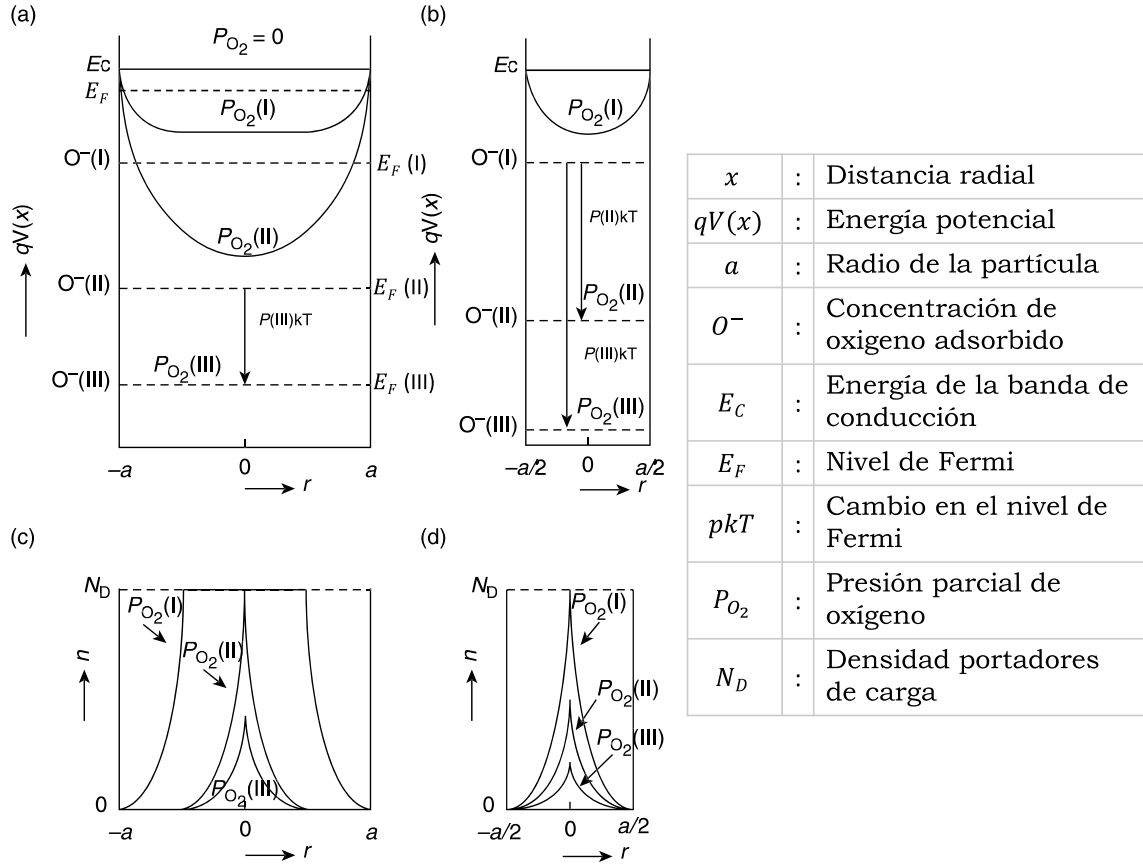 (a)
P_O2 = 0
Ec
E_F
P_O2(I)
O⁻(I)
E_F (I)
P_O2(II)
O⁻(II)
E_F (II)
P(III)kT
P_O2(III)
O⁻(III)
E_F (III)
qV(x)
–a 0 a
r
(b)
Ec
P_O2(I)
O⁻(I)
P(II)kT
P_O2(II)
O⁻(II)
P(III)kT
P_O2(III)
O⁻(III)
qV(x)
–a/2 0 a/2
r
(c)
N_D
P_O2(I)
P_O2(II)
P_O2(III)
n
0
–a 0 a
r
(d)
N_D
P_O2(I)
P_O2(II)
P_O2(III)
n
0
–a/2 0 a/2
r
x : Distancia radial
qV(x) : Energía potencial
a : Radio de la partícula
O⁻ : Concentración de
oxigeno adsorbido
E_C : Energía de la banda de
conducción
E_F : Nivel de Fermi
pkT : Cambio en el nivel de
Fermi
P_O2 : Presión parcial de
oxígeno
N_D : Densidad portadores
de carga